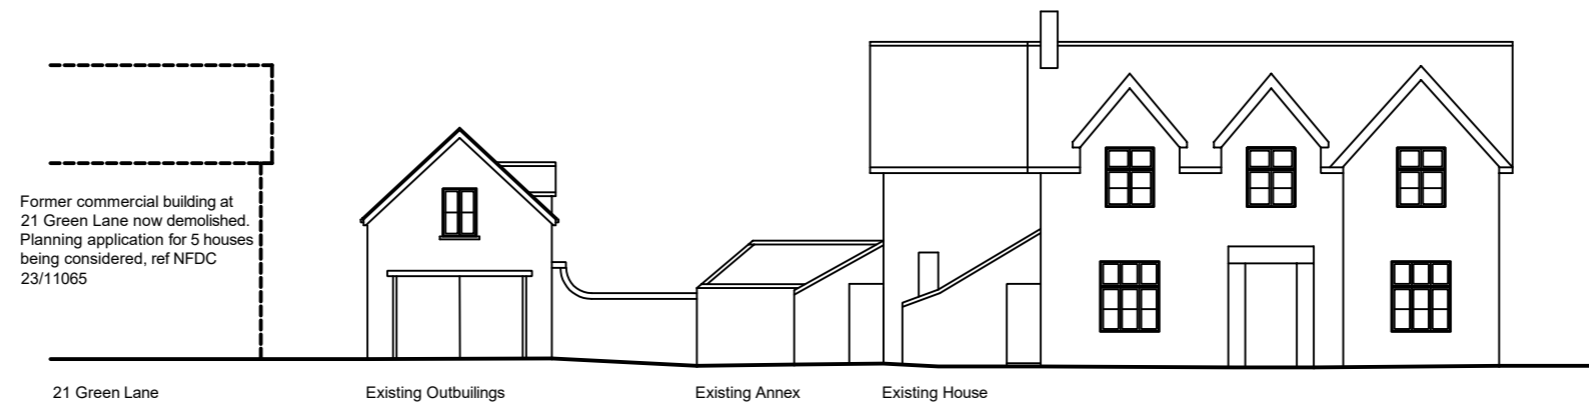 Former commercial building at
21 Green Lane now demolished.
Planning application for 5 houses
being considered, ref NFDC
23/11065
21 Green Lane
Existing Outbuilings
Existing Annex
Existing House